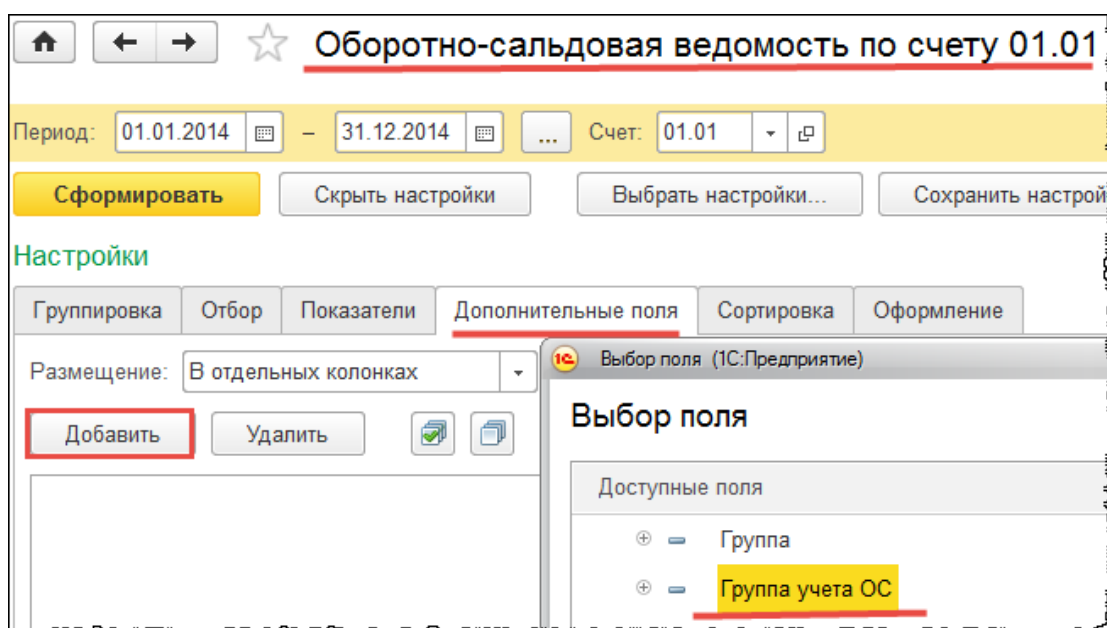 Оборотно-сальдовая ведомость по счету 01.01
Период: 01.01.2014 – 31.12.2014 ... Счет: 01.01
Сформировать Скрыть настройки Выбрать настройки... Сохранить настрой
Настройки
Группировка Отбор Показатели Дополнительные поля Сортировка Оформление
Размещение: В отдельных колонках
1С Выбор поля (1С:Предприятие)
Добавить Удалить
Выбор поля
Доступные поля
Группа
Группа учета ОС